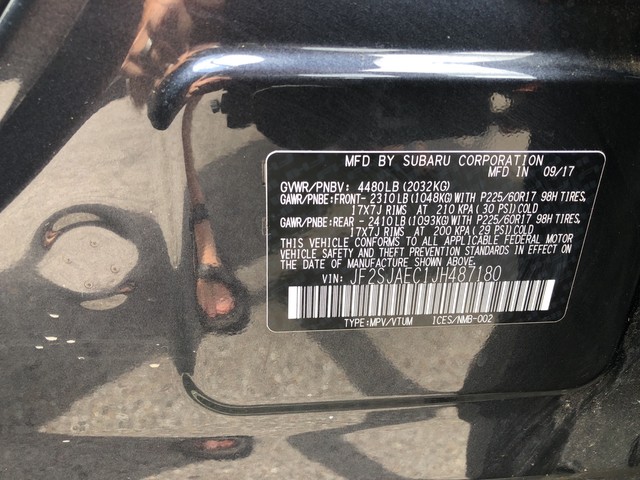 MFD BY SUBARU CORPORATION
MFD IN 09/17
GVWR/PNBV: 4480LB (2032KG)
GAWR/PNBE:FRONT- 2310LB(1048KG)WITH P225/60R17 98H TIRES,
17X7J RIMS AT 210 KPA(30 PSI)COLD
GAWR/PNBE:REAR -2410LB(1093KG)WITH P225/60R17 98H TIRES,
17X7J RIMS AT 200 KPA(29 PSI)COLD
THIS VEHICLE CONFORMS TO ALL APPLICABLE FEDERAL MOTOR
VEHICLE SAFETY AND THEFT PREVENTION STANDARDS IN EFFECT
ON THE DATE OF MANUFACTURE SHOWN ABOVE.
VIN: JF2SJAEC1JH487180
TYPE:MPV/VTUM ICES/NMB-002